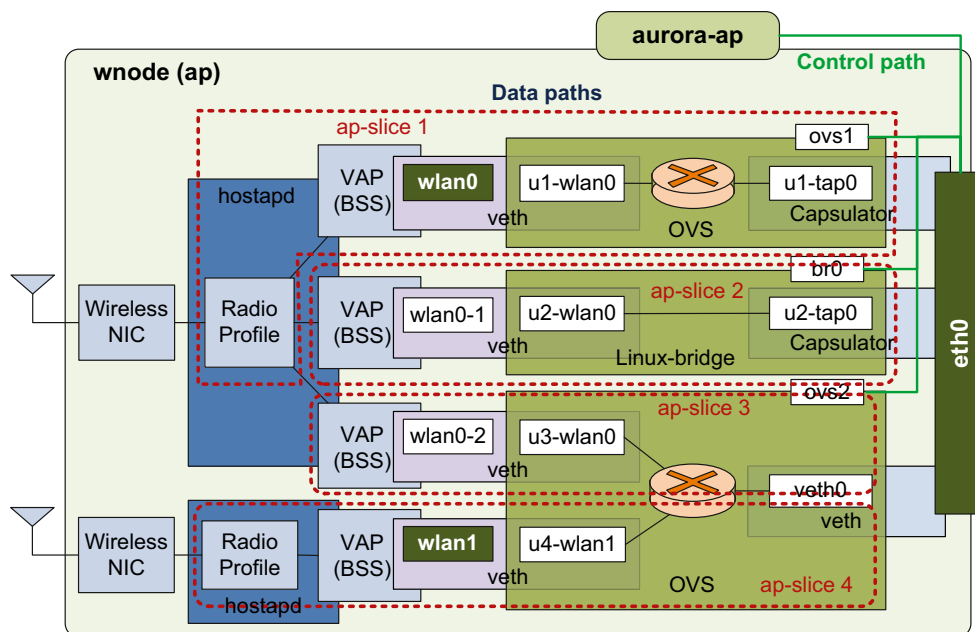 aurora-ap
Control path
wnode (ap)
Data paths
ap-slice 1
ovs1
hostapd
VAP
(BSS)
wlan0
veth
u1-wlan0
OVS
u1-tap0
Capsulator
eth0
br0
ap-slice 2
Wireless
NIC
Radio
Profile
VAP
(BSS)
wlan0-1
veth
u2-wlan0
Linux-bridge
u2-tap0
Capsulator
ovs2
ap-slice 3
VAP
(BSS)
wlan0-2
veth
u3-wlan0
veth0
veth
Wireless
NIC
Radio
Profile
hostapd
VAP
(BSS)
wlan1
veth
u4-wlan1
OVS
ap-slice 4